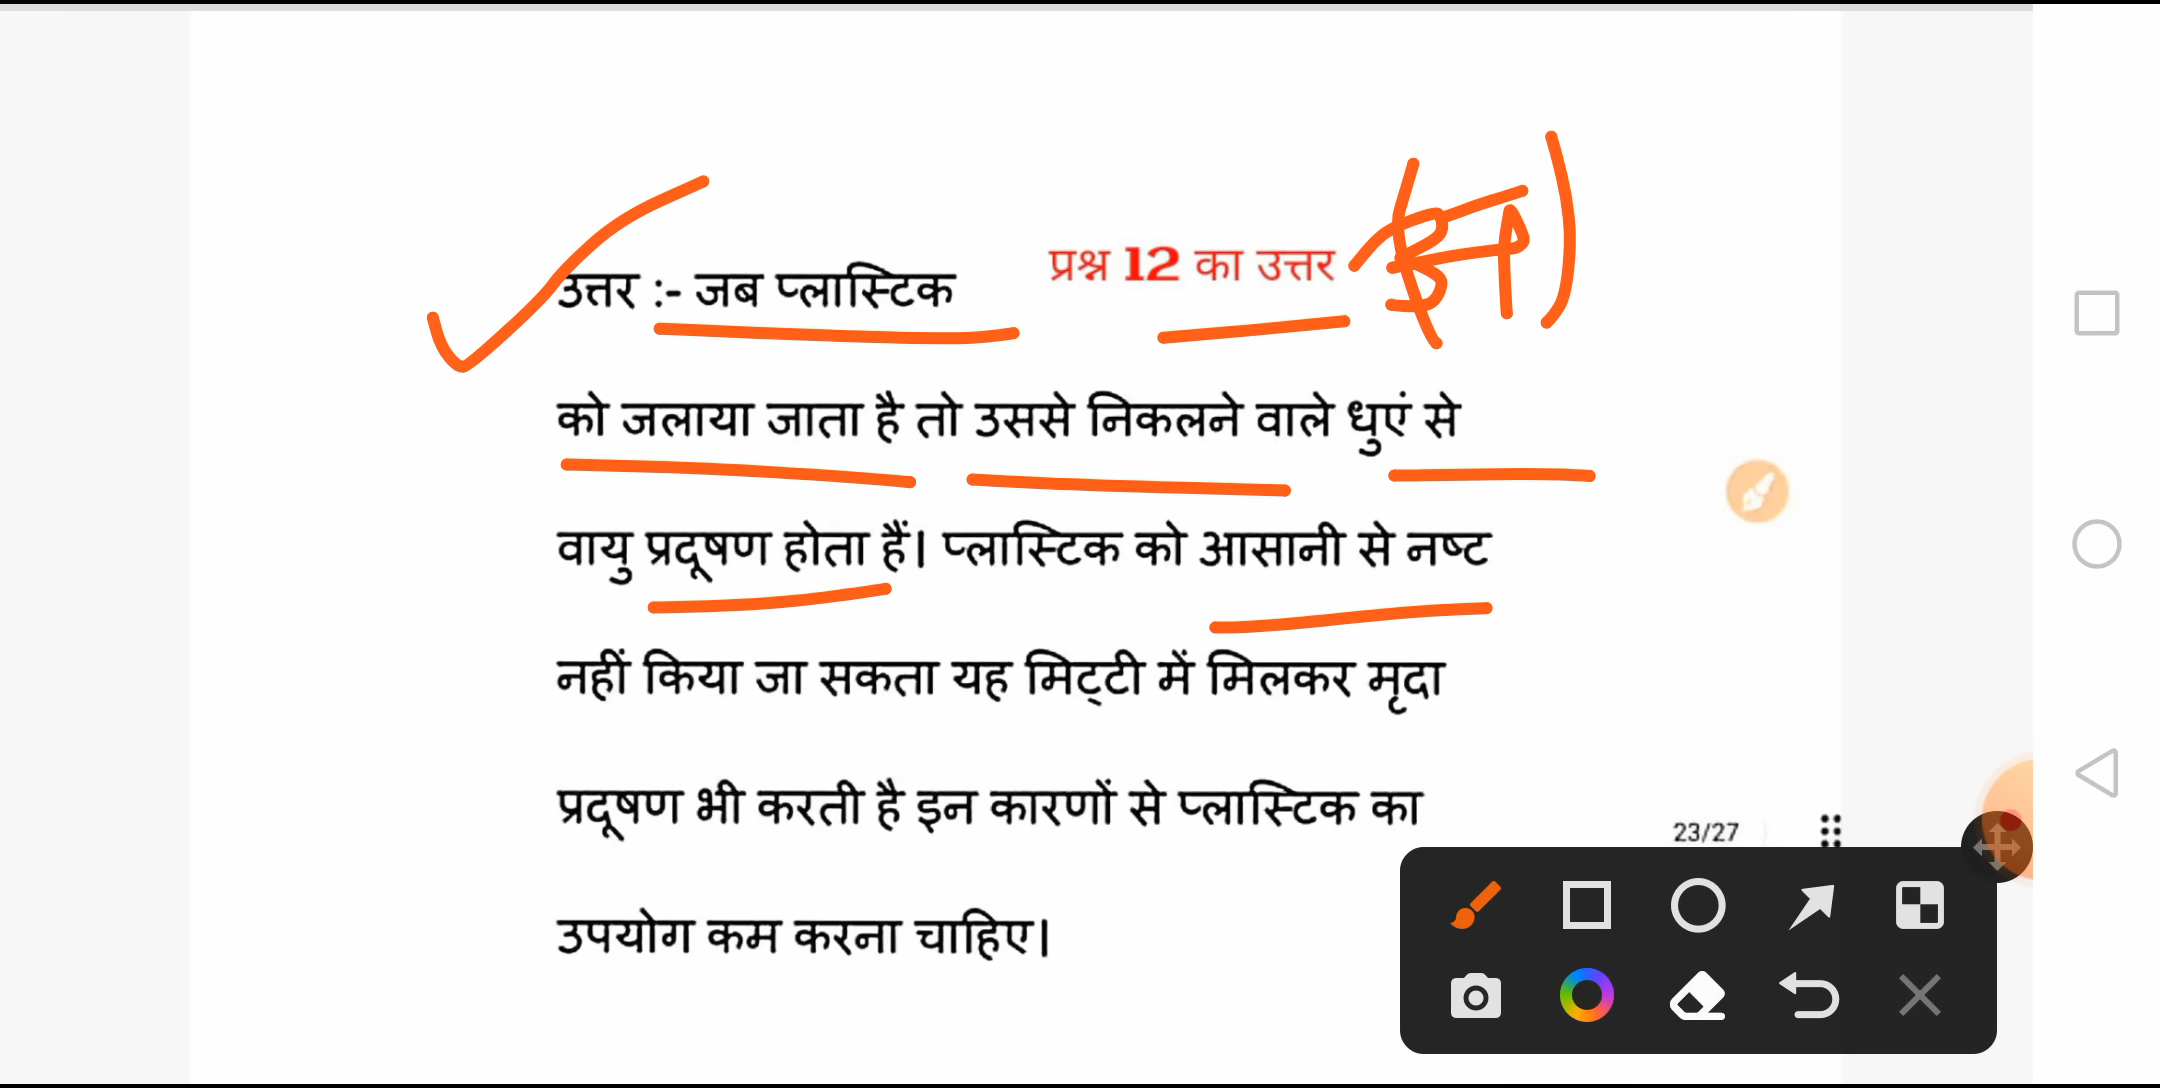 प्रश्न 12 का उत्तर
उत्तर :- जब प्लास्टिक
को जलाया जाता है तो उससे निकलने वाले धुएं से
वायु प्रदूषण होता हैं। प्लास्टिक को आसानी से नष्ट
नहीं किया जा सकता यह मिट्टी में मिलकर मृदा
प्रदूषण भी करती है इन कारणों से प्लास्टिक का
उपयोग कम करना चाहिए।
23/27